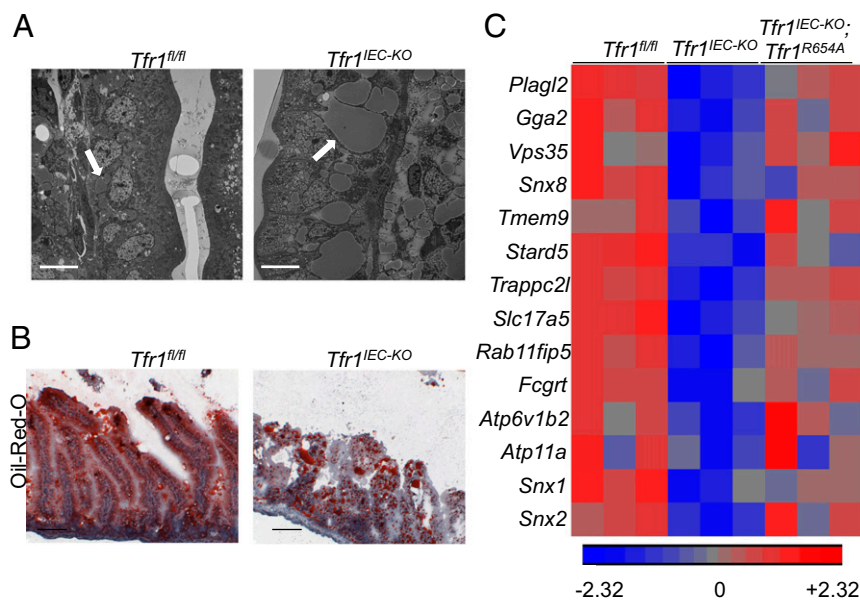 A
Tfr1fl/fl
Tfr1IEC-KO
B
Tfr1fl/fl
Tfr1IEC-KO
Oil-Red-O
C
Tfr1fl/fl
Tfr1IEC-KO
Tfr1IEC-KO;
Tfr1R654A
Plagl2
Gga2
Vps35
Snx8
Tmem9
Stard5
Trappc2l
Slc17a5
Rab11fip5
Fcgrt
Atp6v1b2
Atp11a
Snx1
Snx2
-2.32 0 +2.32